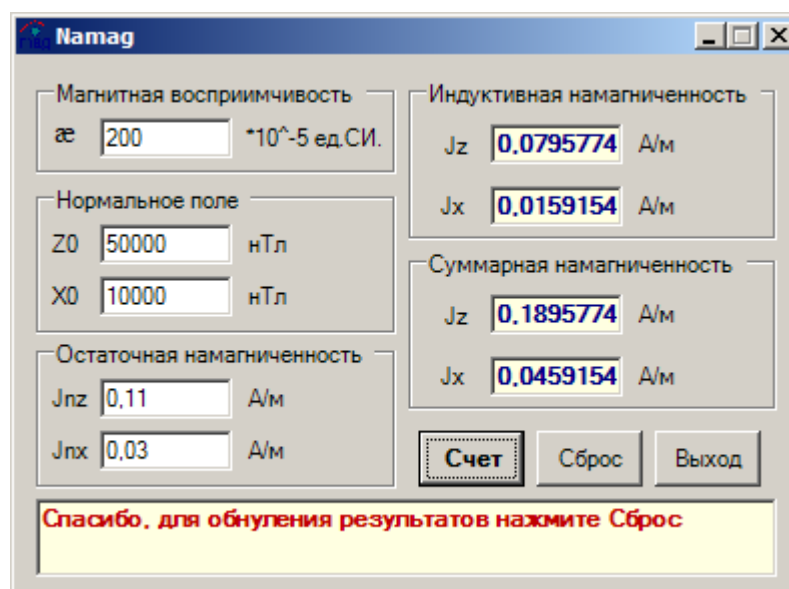 Namag
Магнитная восприимчивость
æ 200 *10^-5 ед.СИ.
Нормальное поле
Z0 50000 нТл
X0 10000 нТл
Остаточная намагниченность
Jnz 0,11 А/м
Jnx 0,03 А/м
Индуктивная намагниченность
Jz 0,0795774 А/м
Jx 0,0159154 А/м
Суммарная намагниченность
Jz 0,1895774 А/м
Jx 0,0459154 А/м
Счет Сброс Выход
Спасибо, для обнуления результатов нажмите Сброс